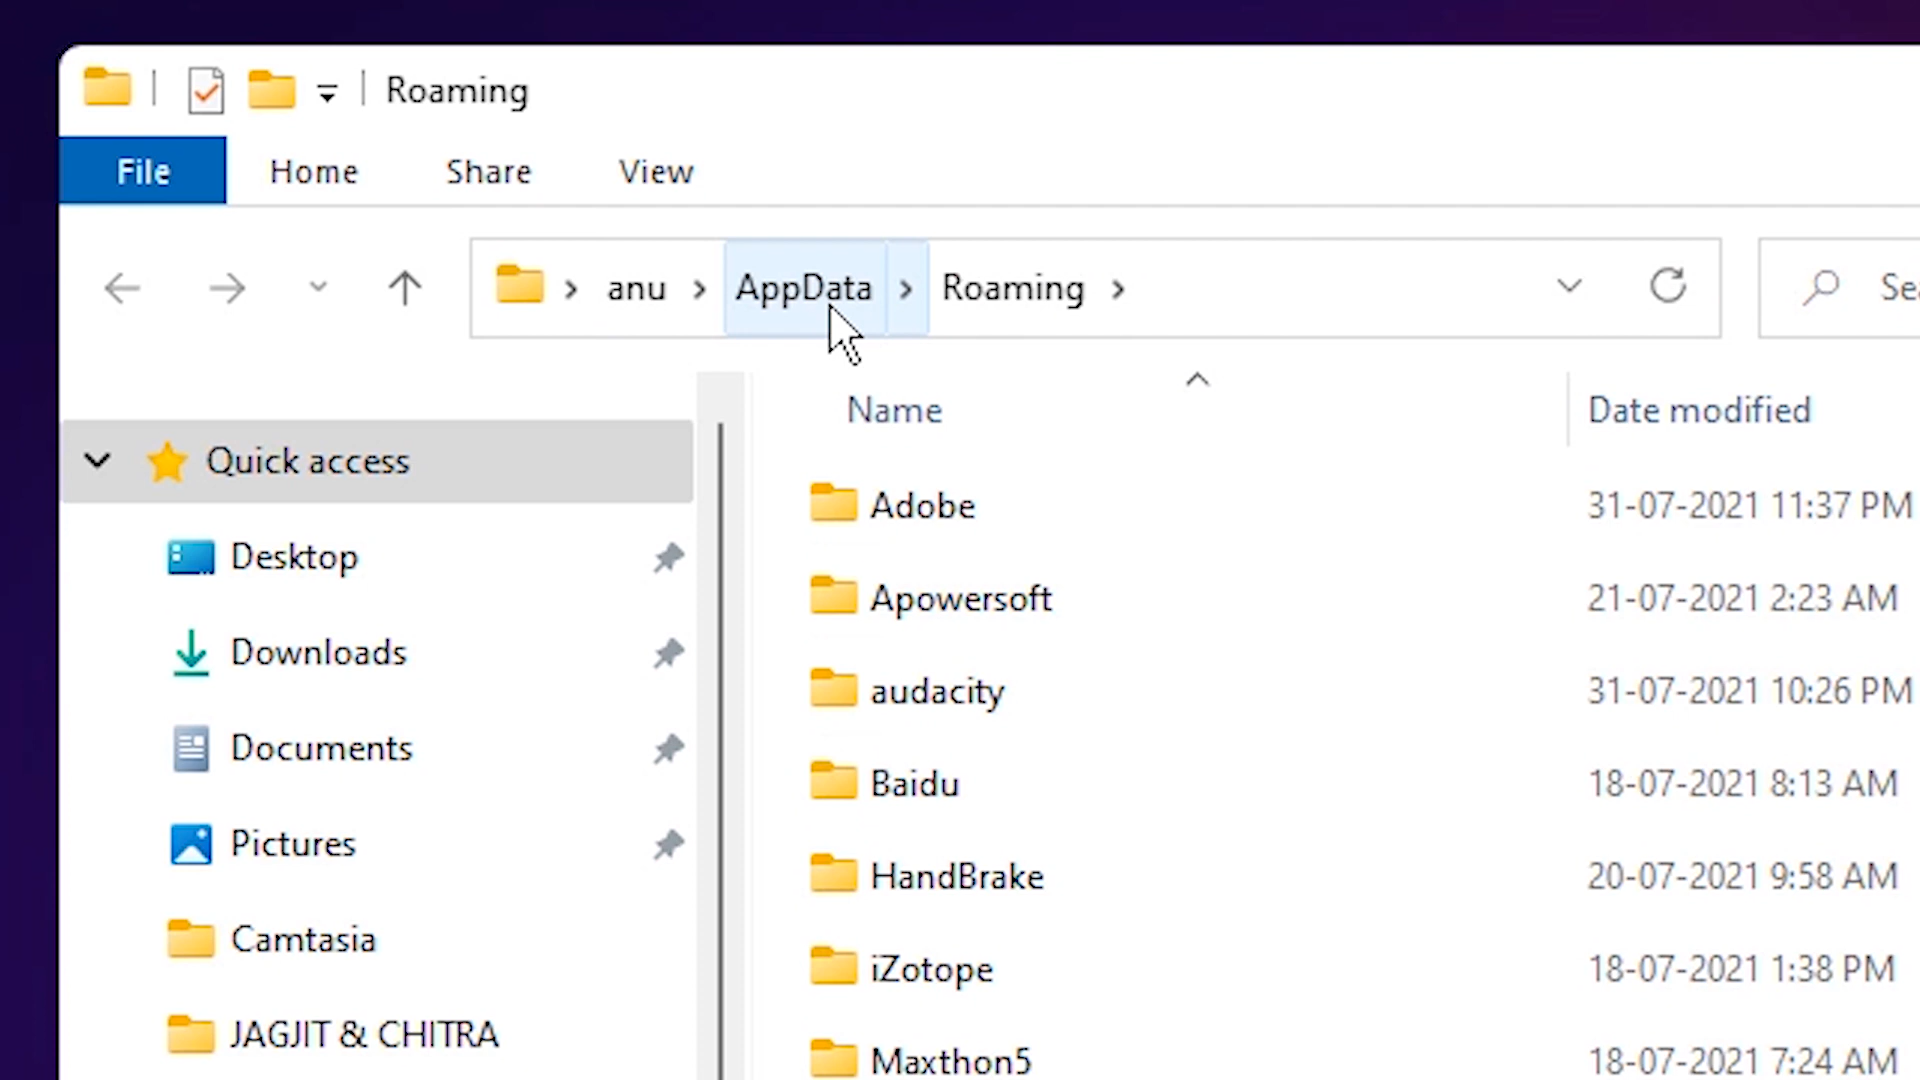 Roaming
File Home Share View
anu AppData Roaming
Name Date modified
Quick access
Desktop
Downloads
Documents
Pictures
Camtasia
JAGJIT & CHITRA
Adobe 31-07-2021 11:37 PM
Apowersoft 21-07-2021 2:23 AM
audacity 31-07-2021 10:26 PM
Baidu 18-07-2021 8:13 AM
HandBrake 20-07-2021 9:58 AM
iZotope 18-07-2021 1:38 PM
Maxthon5 18-07-2021 7:24 AM